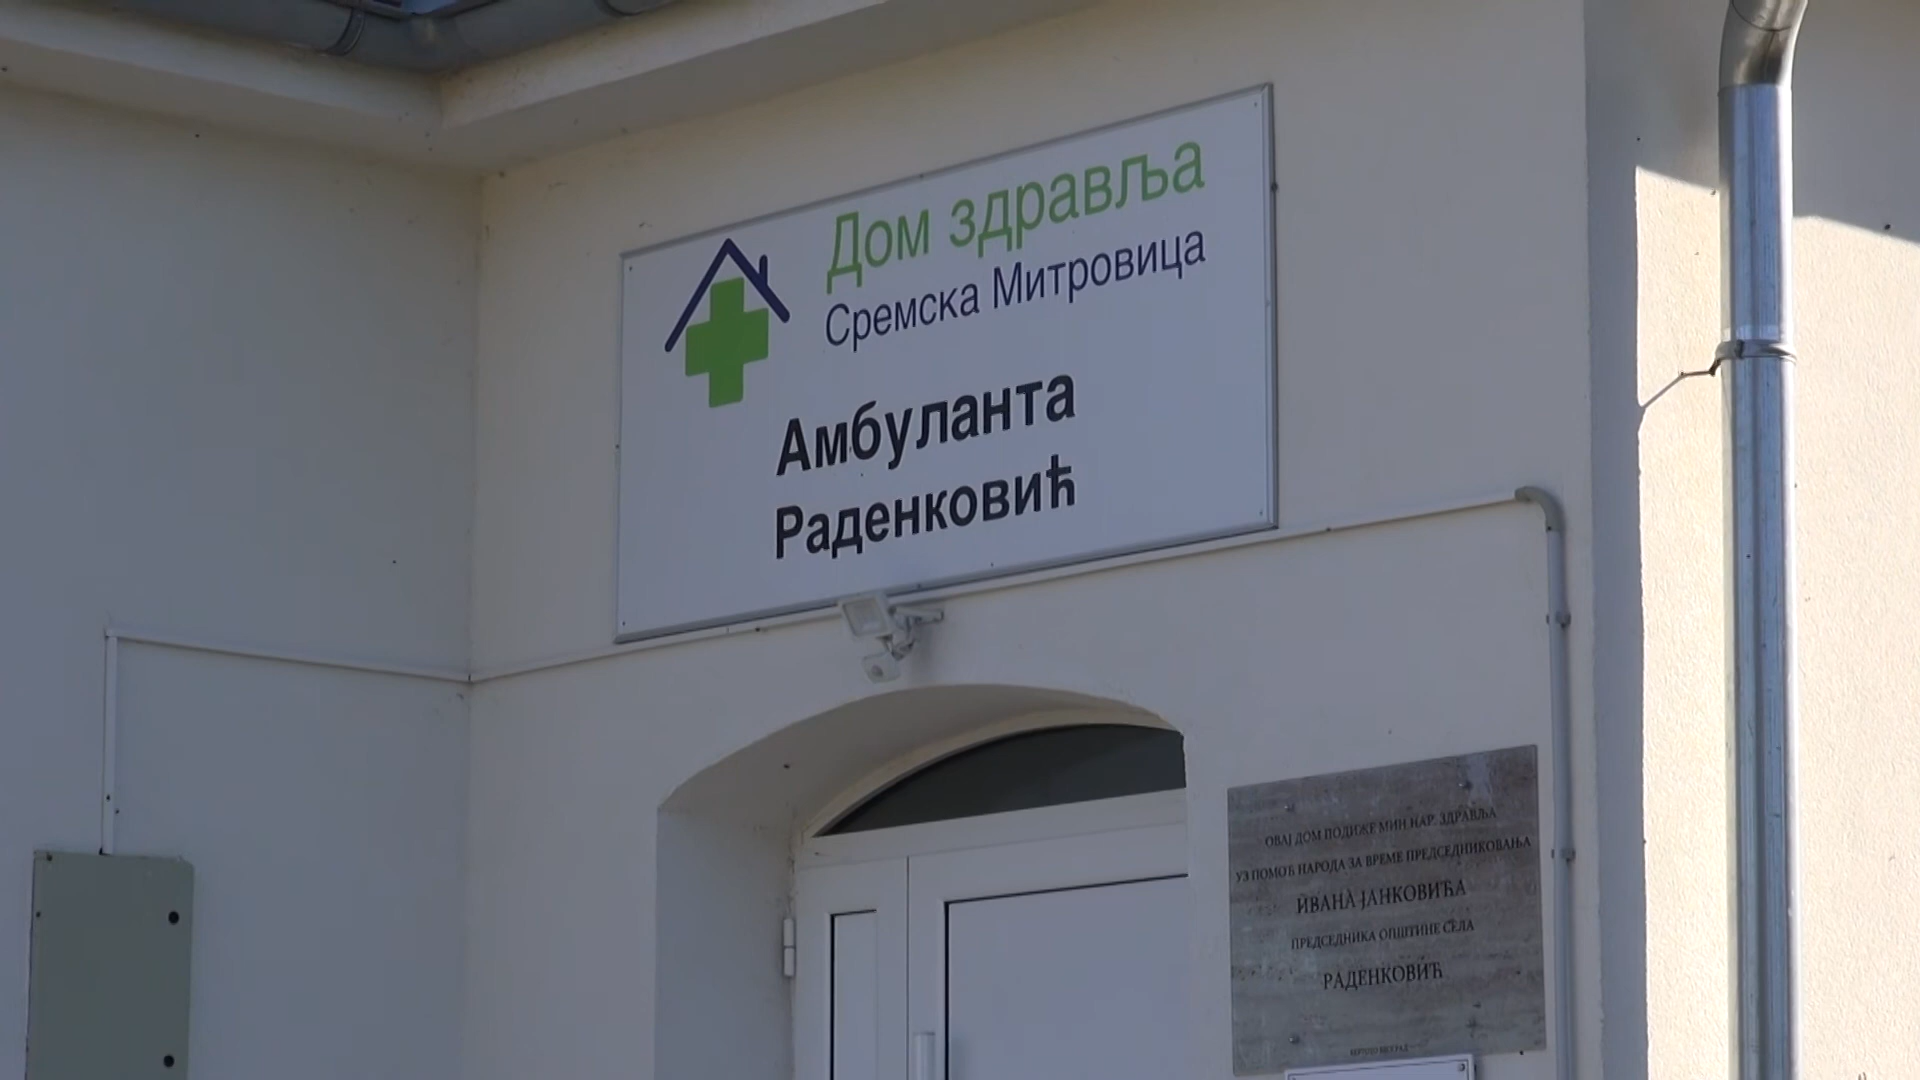 Дом здравља
Сремска Митровица
Амбуланта
Раденковић
ОВАЈ ДОМ ПОДИЖЕ МИН НАР. ЗДРАВЉА
УЗ ПОМОЋ НАРОДА ЗА ВРЕМЕ ПРЕДСЕДНИКОВАЊА
ИВАНА ЈАНКОВИЋА
ПРЕДСЕДНИКА ОПШТИНЕ СЕЛА
РАДЕНКОВИЋ